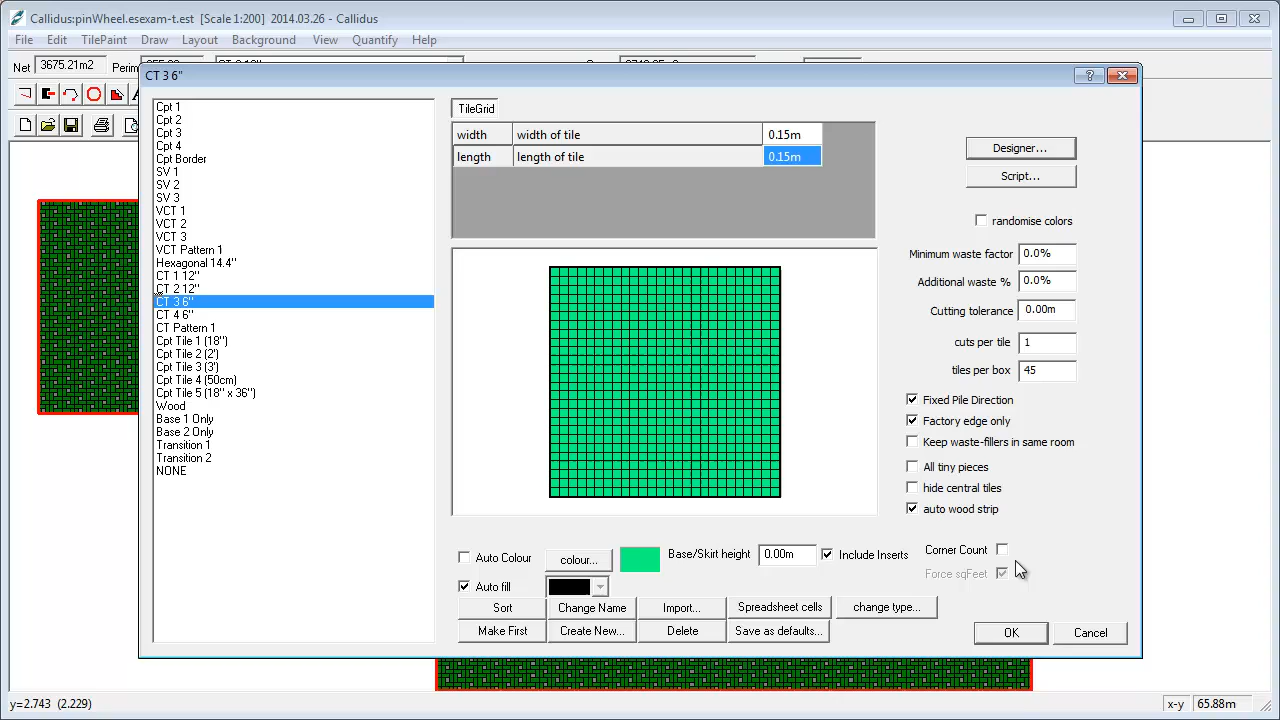 Callidus:pinWheel.esexam-t.est [Scale 1:200] 2014.03.26 - Callidus
File Edit TilePaint Draw Layout Background View Quantify Help
Net 3675.21m2 Perim
CT 3 6"
Cpt 1
Cpt 2
Cpt 3
Cpt 4
Cpt Border
SV 1
SV 2
SV 3
VCT 1
VCT 2
VCT 3
VCT Pattern 1
Hexagonal 14.4"
CT 1 12"
CT 2 12"
CT 3 6"
CT 4 6"
CT Pattern 1
Cpt Tile 1 (18")
Cpt Tile 2 (2')
Cpt Tile 3 (3')
Cpt Tile 4 (50cm)
Cpt Tile 5 (18" x 36")
Wood
Base 1 Only
Base 2 Only
Transition 1
Transition 2
NONE
TileGrid
width width of tile 0.15m
length length of tile 0.15m
Designer...
Script...
randomise colors
Minimum waste factor 0.0%
Additional waste % 0.0%
Cutting tolerance 0.00m
cuts per tile 1
tiles per box 45
Fixed Pile Direction
Factory edge only
Keep waste-fillers in same room
All tiny pieces
hide central tiles
auto wood strip
Auto Colour colour... Base/Skirt height 0.00m Include Inserts Corner Count
Auto fill Force sqFeet
Sort Change Name Import... Spreadsheet cells change type...
Make First Create New... Delete Save as defaults... OK Cancel
y=2.743 (2.229) x-y 65.88m